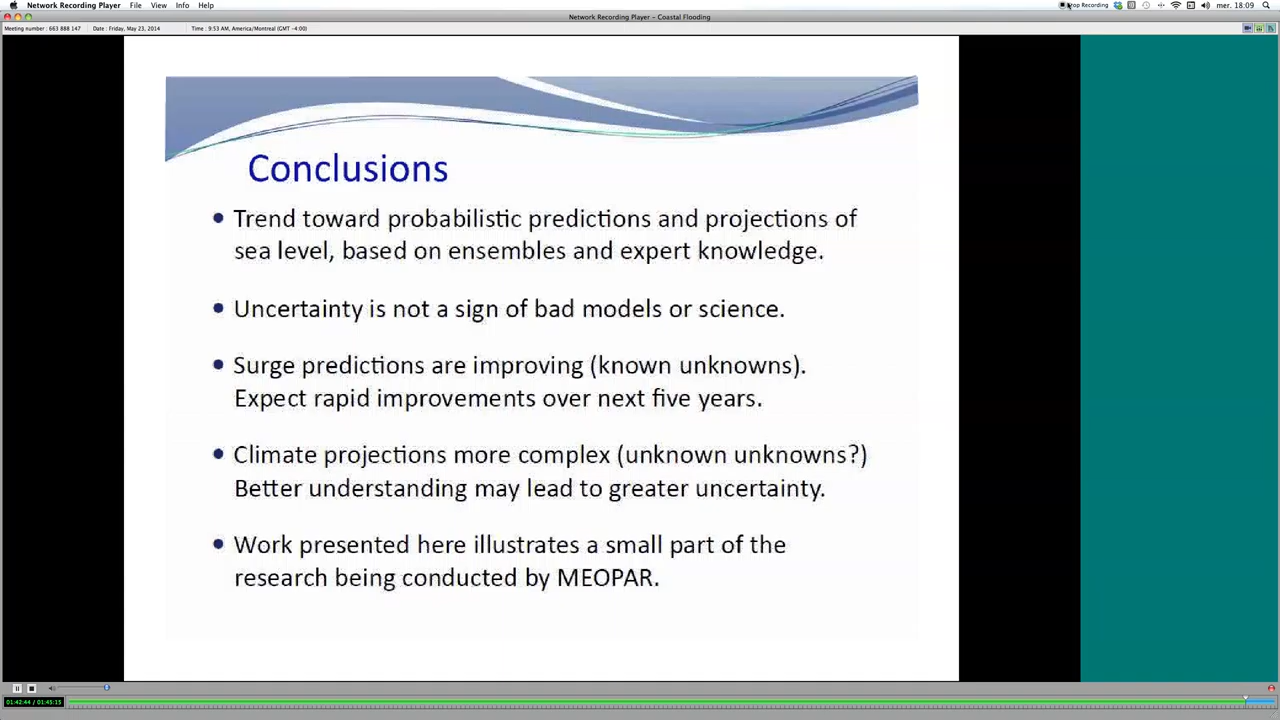 Network Recording Player File View Info Help
Stop Recording
mer. 18:09
Network Recording Player – Coastal Flooding
Meeting number : 663 888 147 Date : Friday, May 23, 2014 Time : 9:53 AM, America/Montreal (GMT -4:00)
Conclusions
Trend toward probabilistic predictions and projections of
sea level, based on ensembles and expert knowledge.
Uncertainty is not a sign of bad models or science.
Surge predictions are improving (known unknowns).
Expect rapid improvements over next five years.
Climate projections more complex (unknown unknowns?)
Better understanding may lead to greater uncertainty.
Work presented here illustrates a small part of the
research being conducted by MEOPAR.
01:42:44 / 01:45:15